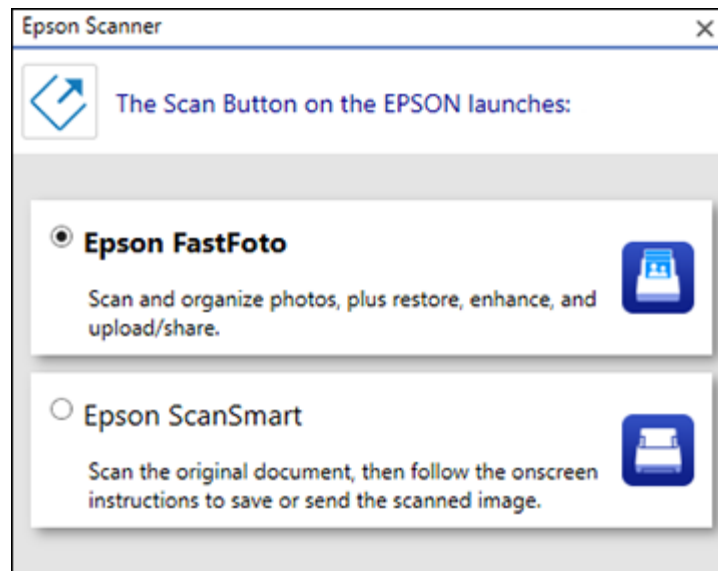 Epson Scanner
The Scan Button on the EPSON launches:
Epson FastFoto
Scan and organize photos, plus restore, enhance, and
upload/share.
Epson ScanSmart
Scan the original document, then follow the onscreen
instructions to save or send the scanned image.